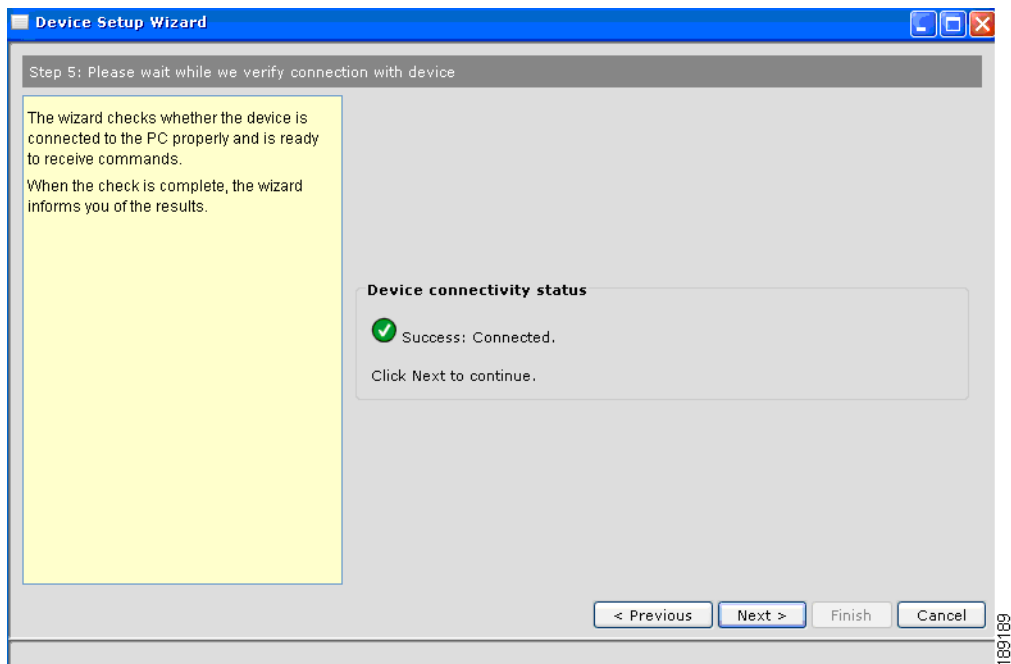 Device Setup Wizard
Step 5: Please wait while we verify connection with device
The wizard checks whether the device is
connected to the PC properly and is ready
to receive commands.
When the check is complete, the wizard
informs you of the results.
Device connectivity status
Success: Connected.
Click Next to continue.
< Previous
Next >
Finish
Cancel
189189